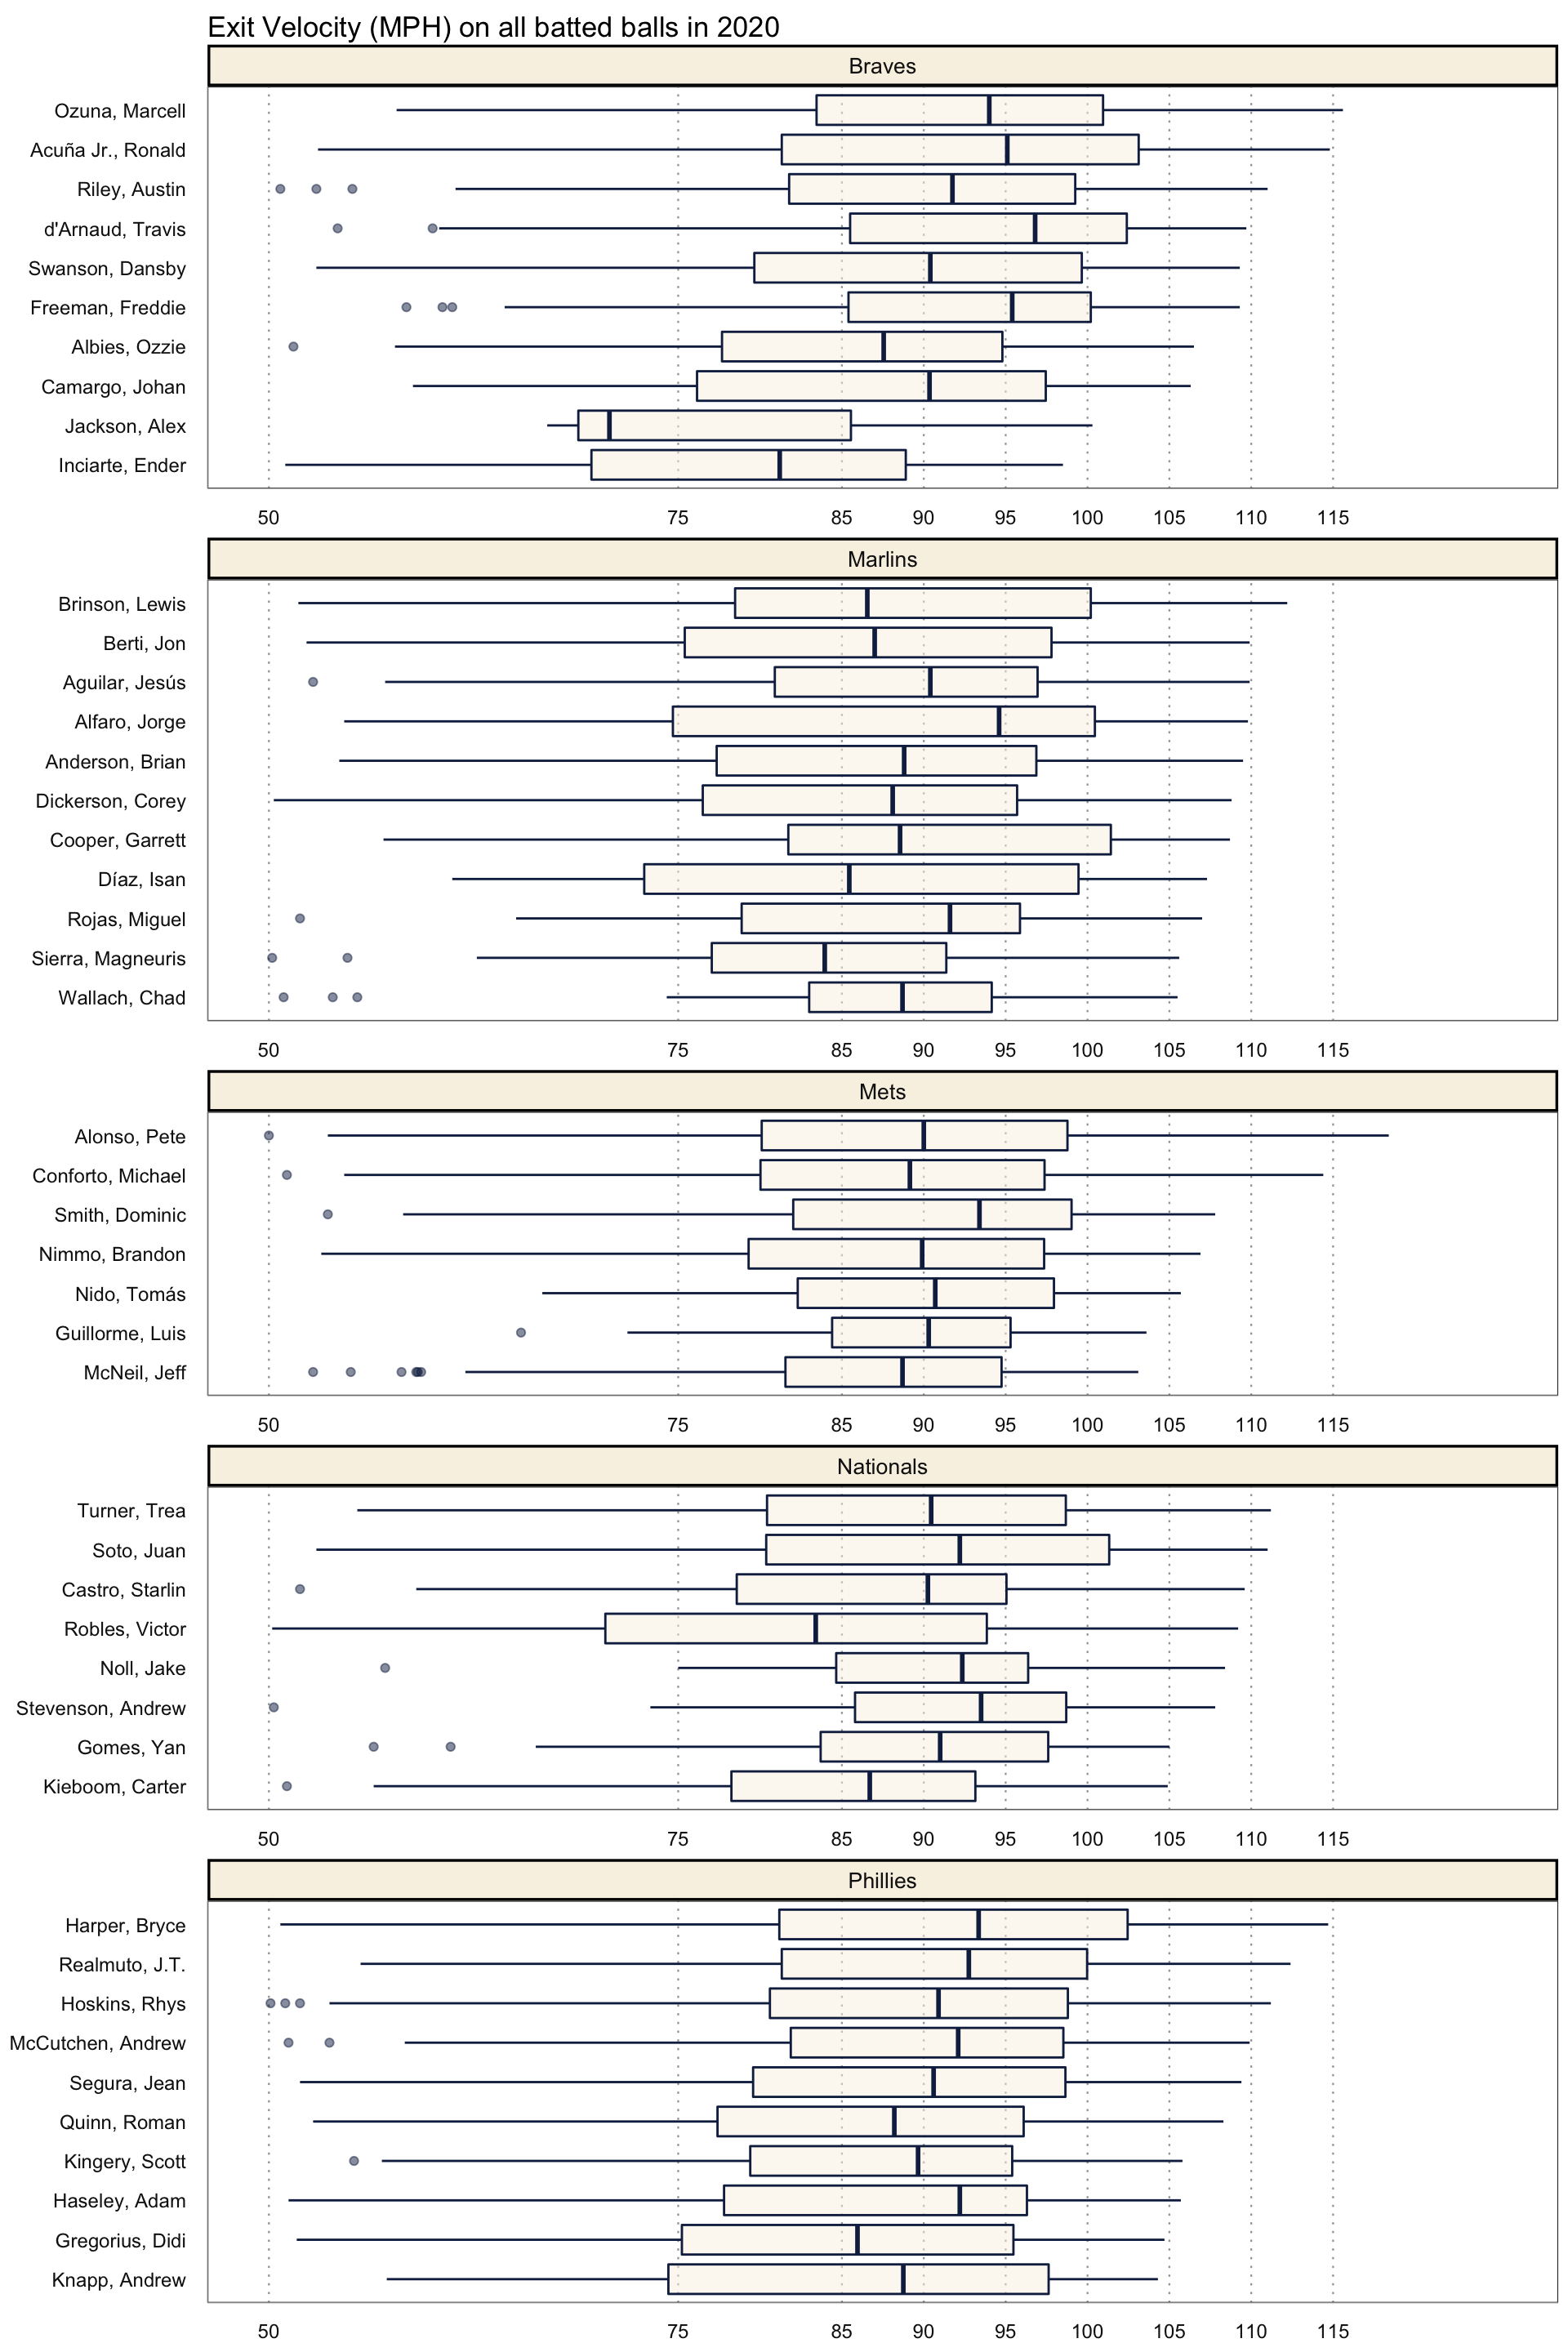 Exit Velocity (MPH) on all batted balls in 2020
Braves
Ozuna, Marcell
Acuña Jr., Ronald
Riley, Austin
d'Arnaud, Travis
Swanson, Dansby
Freeman, Freddie
Albies, Ozzie
Camargo, Johan
Jackson, Alex
Inciarte, Ender
50 75 85 90 95 100 105 110 115
Marlins
Brinson, Lewis
Berti, Jon
Aguilar, Jesús
Alfaro, Jorge
Anderson, Brian
Dickerson, Corey
Cooper, Garrett
Díaz, Isan
Rojas, Miguel
Sierra, Magneuris
Wallach, Chad
50 75 85 90 95 100 105 110 115
Mets
Alonso, Pete
Conforto, Michael
Smith, Dominic
Nimmo, Brandon
Nido, Tomás
Guillorme, Luis
McNeil, Jeff
50 75 85 90 95 100 105 110 115
Nationals
Turner, Trea
Soto, Juan
Castro, Starlin
Robles, Victor
Noll, Jake
Stevenson, Andrew
Gomes, Yan
Kieboom, Carter
50 75 85 90 95 100 105 110 115
Phillies
Harper, Bryce
Realmuto, J.T.
Hoskins, Rhys
McCutchen, Andrew
Segura, Jean
Quinn, Roman
Kingery, Scott
Haseley, Adam
Gregorius, Didi
Knapp, Andrew
50 75 85 90 95 100 105 110 115